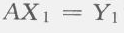 AX₁ = Y₁